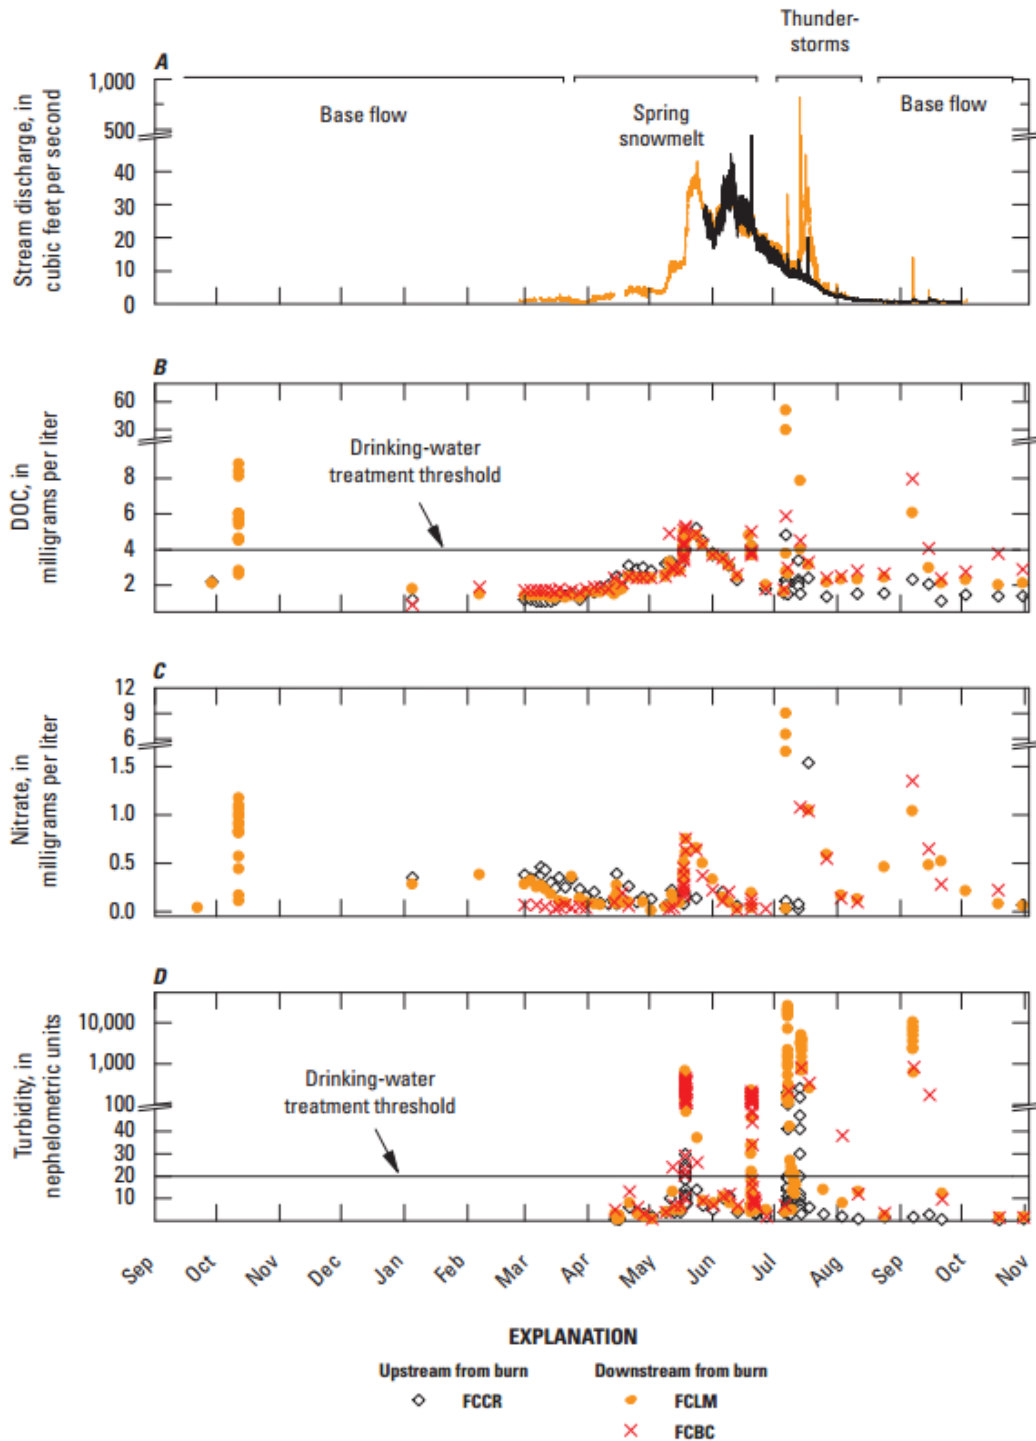 Thunder-
storms
A
1,000
500
40
30
20
10
0
Stream discharge, in
cubic feet per second
Base flow
Spring
snowmelt
Base flow
B
60
30
8
6
4
2
DOC, in
milligrams per liter
Drinking-water
treatment threshold
C
12
9
6
1.5
1.0
0.5
0.0
Nitrate, in
milligrams per liter
D
10,000
1,000
100
40
30
20
10
Turbidity, in
nephelometric units
Drinking-water
treatment threshold
Sep Oct Nov Dec Jan Feb Mar Apr May Jun Jul Aug Sep Oct Nov
EXPLANATION
Upstream from burn
FCCR
Downstream from burn
FCLM
FCBC